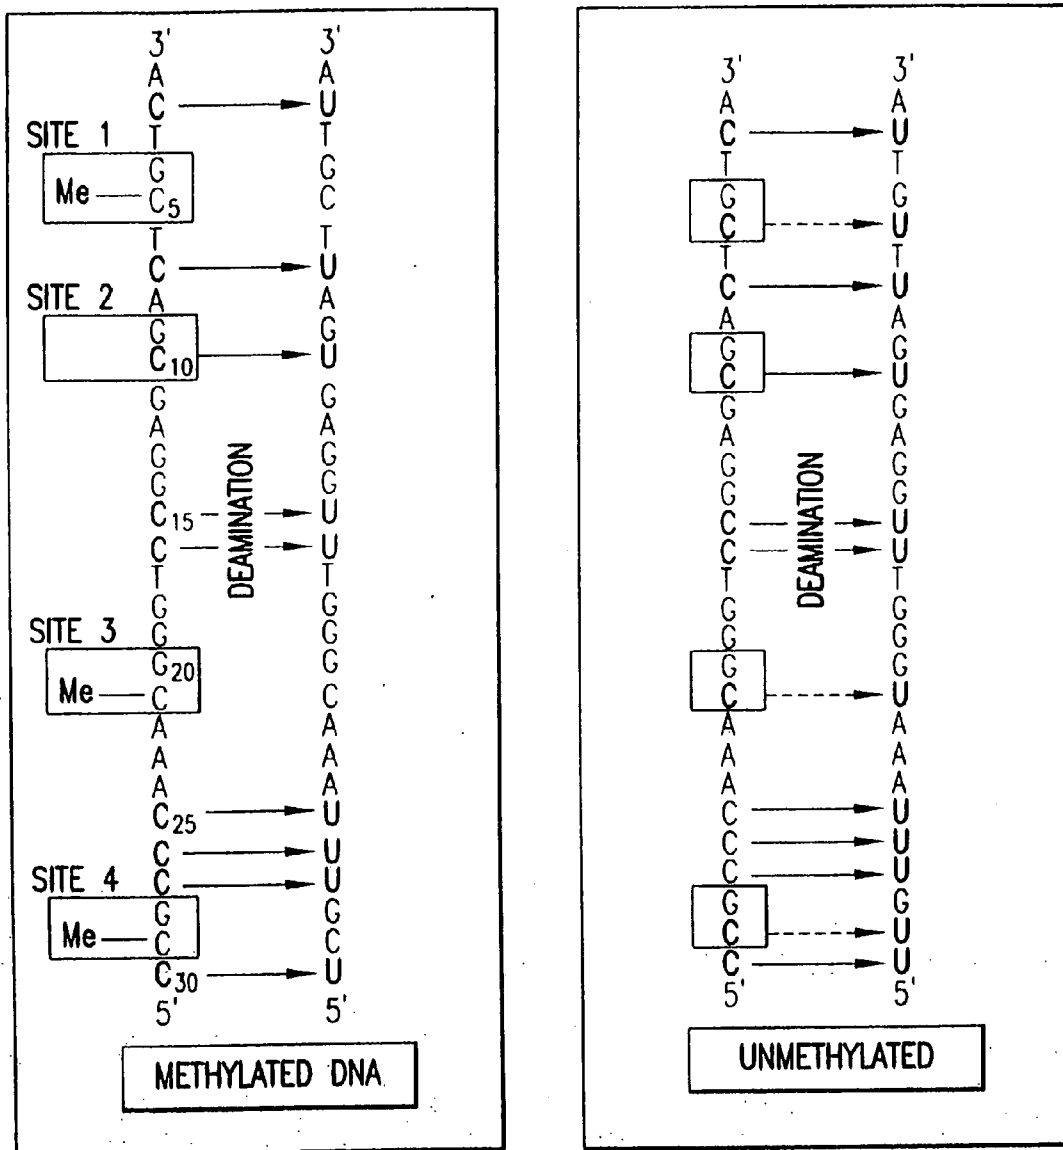 3' 3'
A A
C U
SITE 1
T T
G G
Me C5 C
T T
C U
SITE 2
A A
G G
C10 U
G G
A A
G G
G G
DEAMINATION
C15 U
C U
T T
G G
SITE 3
G G
G20 G
Me C C
A A
A A
A A
C25 U
C U
SITE 4
C U
G G
Me C C
C30 U
5' 5'
METHYLATED DNA
3' 3'
A A
C U
T T
G G
C U
T T
C U
A A
G G
C U
G G
A A
G G
G G
DEAMINATION
C U
C U
T T
G G
G G
G G
C U
A A
A A
A A
C U
C U
C U
G G
C U
C U
5' 5'
UNMETHYLATED